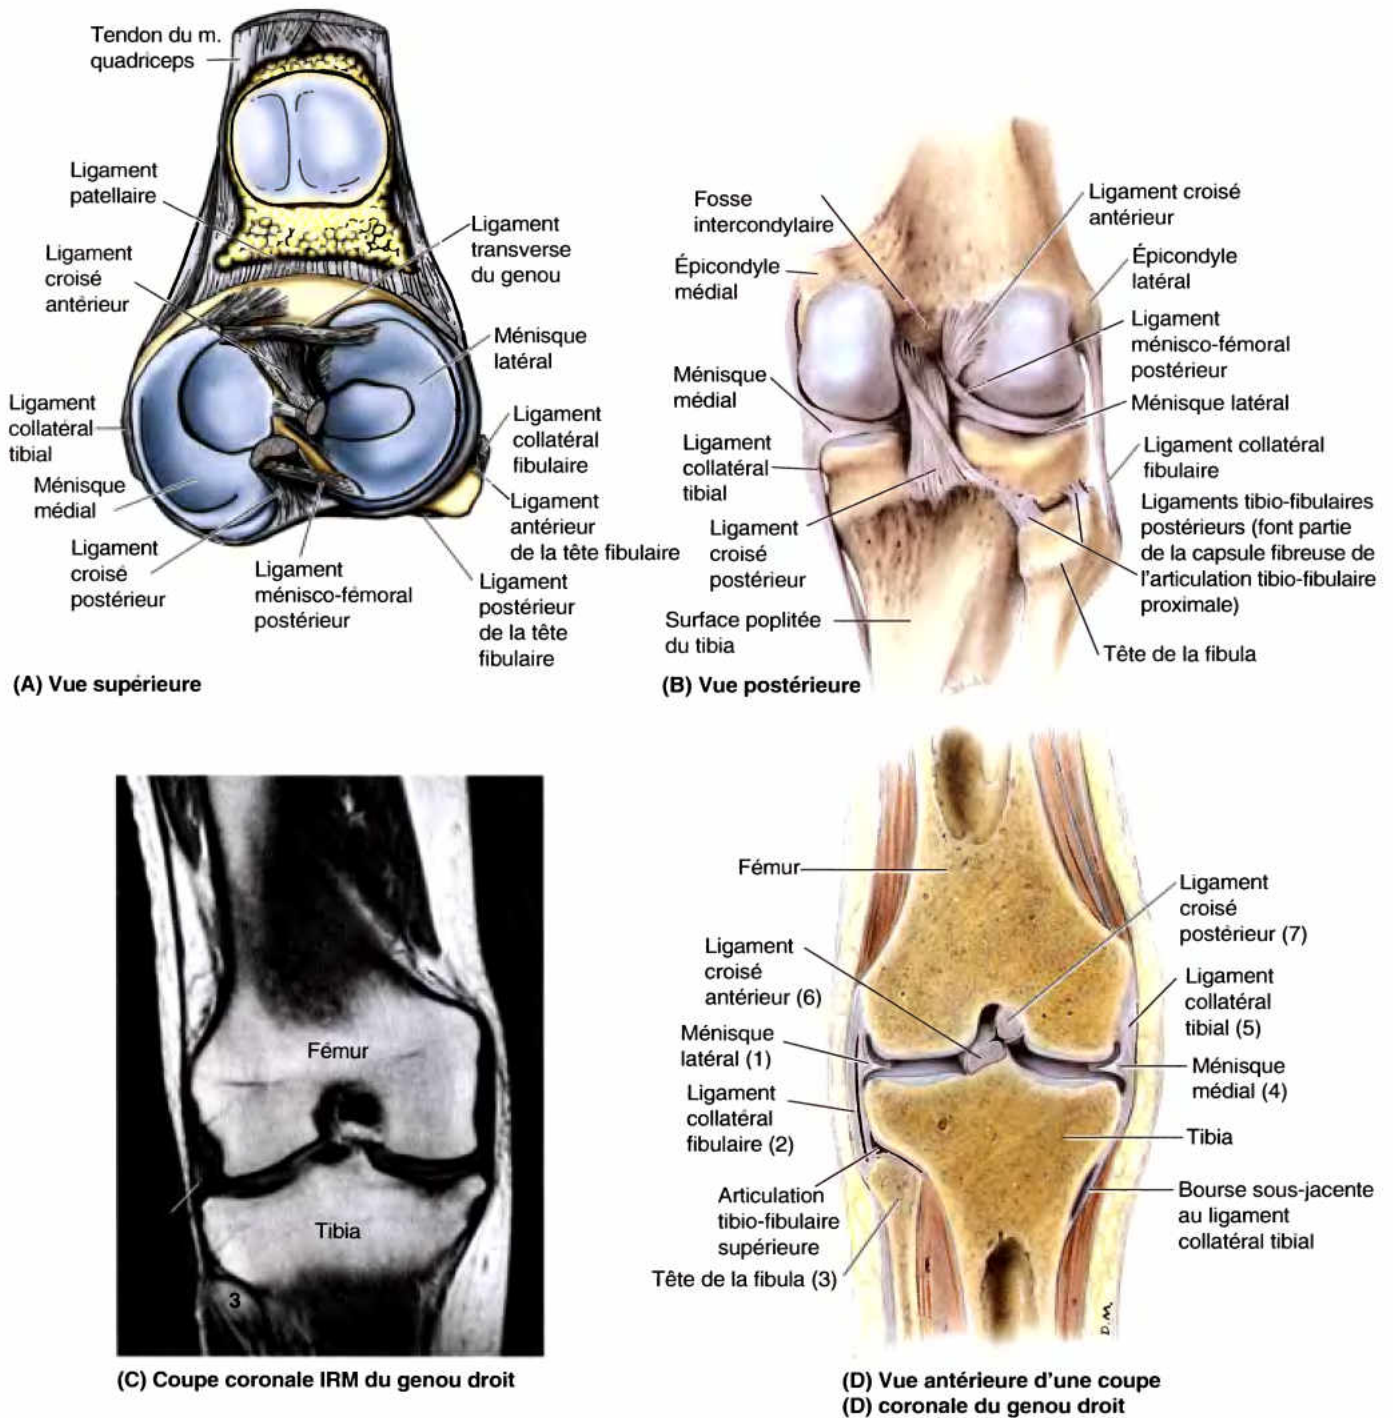 Tendon du m.
quadriceps
Ligament
patellaire
Ligament
croisé
antérieur
Ligament
transverse
du genou
Ménisque
latéral
Ligament
collatéral
tibial
Ménisque
médial
Ligament
croisé
postérieur
Ligament
ménisco-fémoral
postérieur
Ligament
collatéral
fibulaire
Ligament
antérieur
de la tête fibulaire
Ligament
postérieur
de la tête
fibulaire
(A) Vue supérieure
Fosse
intercondylaire
Épicondyle
médial
Ménisque
médial
Ligament
collatéral
tibial
Ligament
croisé
postérieur
Surface poplitée
du tibia
Ligament croisé
antérieur
Épicondyle
latéral
Ligament
ménisco-fémoral
postérieur
Ménisque latéral
Ligament collatéral
fibulaire
Ligaments tibio-fibulaires
postérieurs (font partie
de la capsule fibreuse de
l'articulation tibio-fibulaire
proximale)
Tête de la fibula
(B) Vue postérieure
Fémur
Tibia
3
(C) Coupe coronale IRM du genou droit
Fémur
Ligament
croisé
antérieur (6)
Ménisque
latéral (1)
Ligament
collatéral
fibulaire (2)
Articulation
tibio-fibulaire
supérieure
Tête de la fibula (3)
Ligament
croisé
postérieur (7)
Ligament
collatéral
tibial (5)
Ménisque
médial (4)
Tibia
Bourse sous-jacente
au ligament
collatéral tibial
D.M.
(D) Vue antérieure d'une coupe
(D) coronale du genou droit